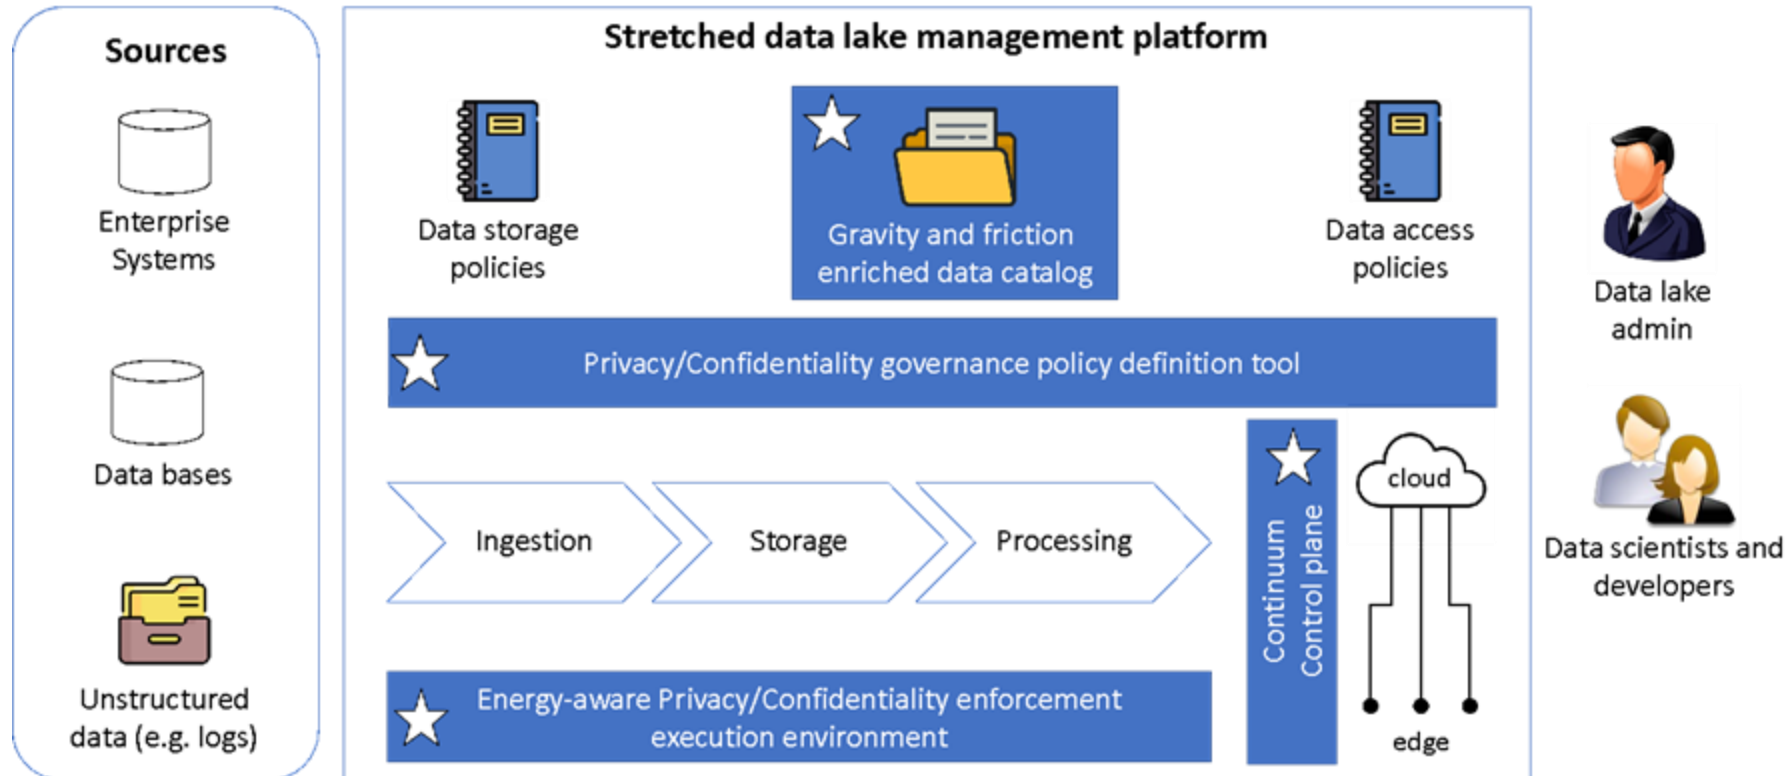 Sources
Enterprise
Systems
Data bases
Unstructured
data (e.g. logs)
Stretched data lake management platform
Data storage
policies
Gravity and friction
enriched data catalog
Data access
policies
Privacy/Confidentiality governance policy definition tool
Ingestion
Storage
Processing
Continuum
Control plane
cloud
edge
Energy-aware Privacy/Confidentiality enforcement
execution environment
Data lake
admin
Data scientists and
developers